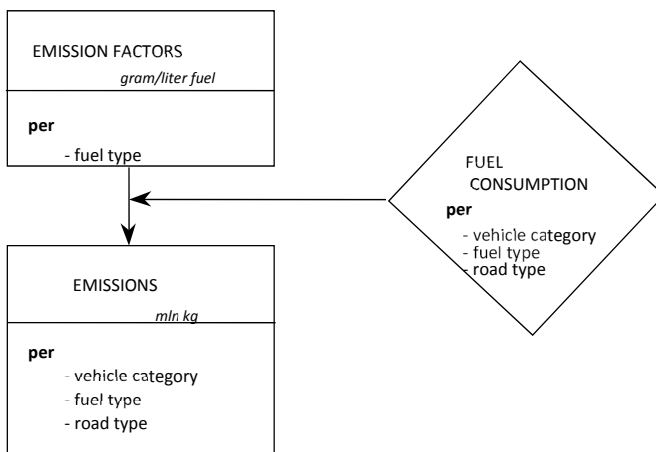 EMISSION FACTORS
gram/liter fuel
per
- fuel type
FUEL
CONSUMPTION
per
- vehicle category
- fuel type
- road type
EMISSIONS
mln kg
per
- vehicle category
- fuel type
- road type